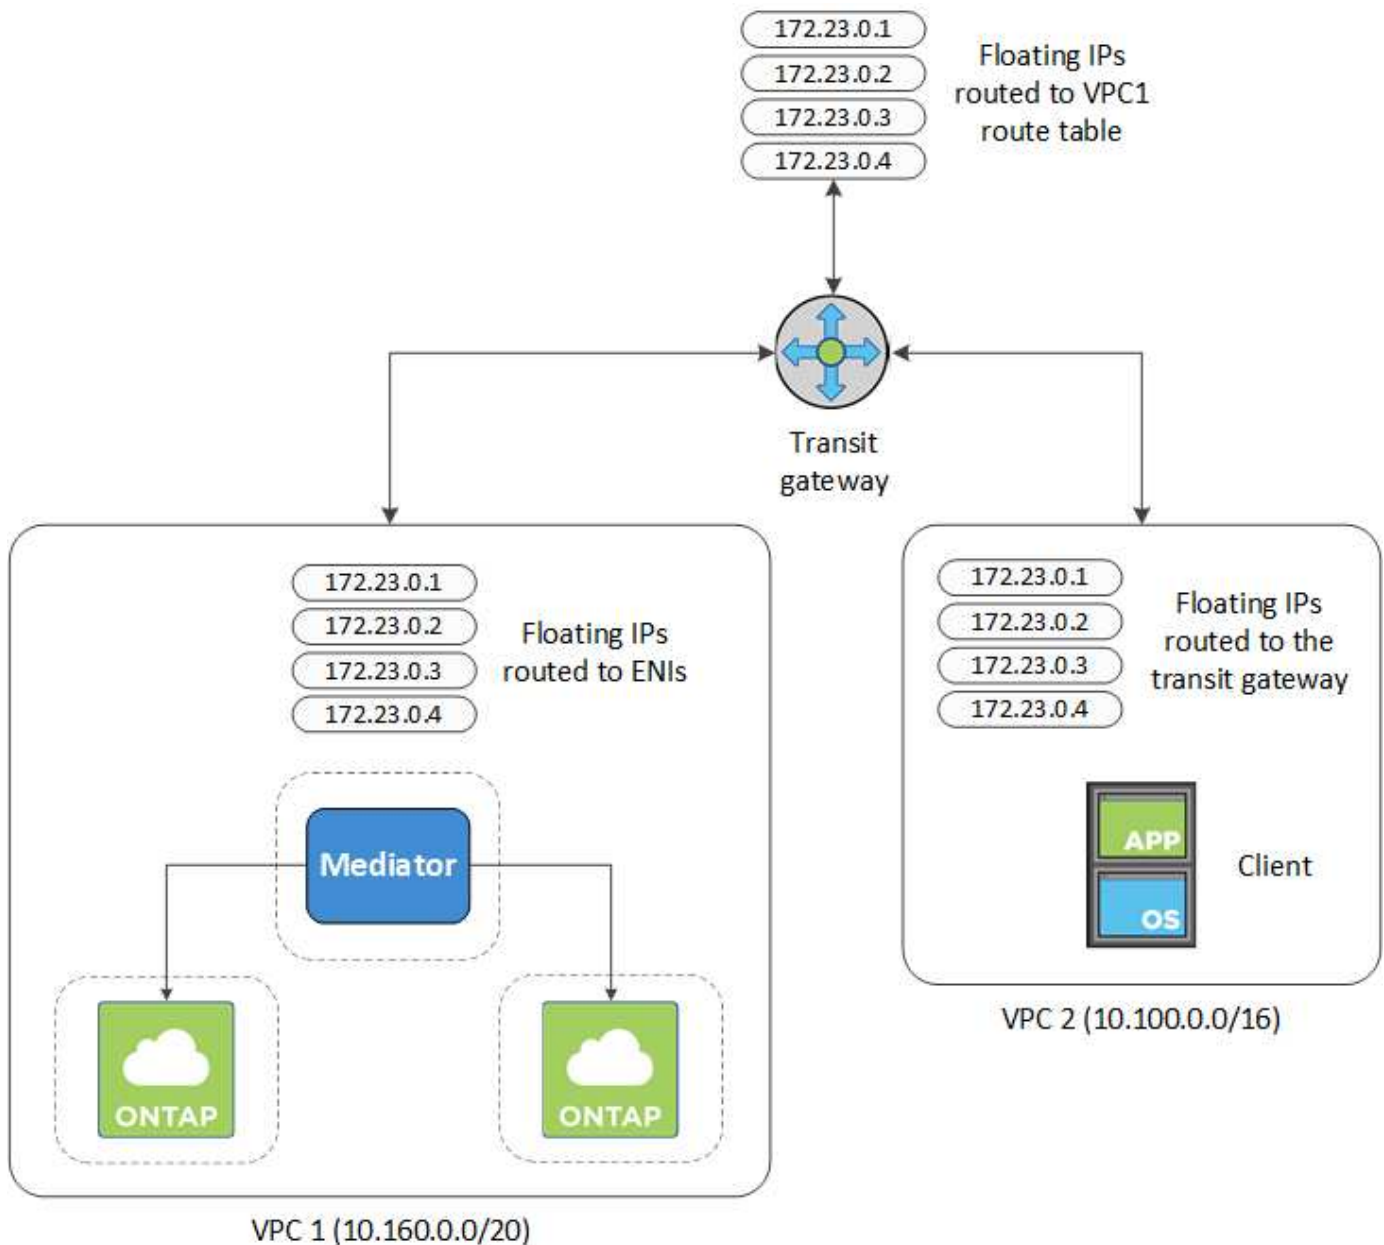 172.23.0.1
172.23.0.2
172.23.0.3
172.23.0.4
Floating IPs
routed to VPC1
route table
Transit
gateway
172.23.0.1
172.23.0.2
172.23.0.3
172.23.0.4
Floating IPs
routed to ENIs
Mediator
ONTAP
ONTAP
VPC 1 (10.160.0.0/20)
172.23.0.1
172.23.0.2
172.23.0.3
172.23.0.4
Floating IPs
routed to the
transit gateway
APP
OS
Client
VPC 2 (10.100.0.0/16)